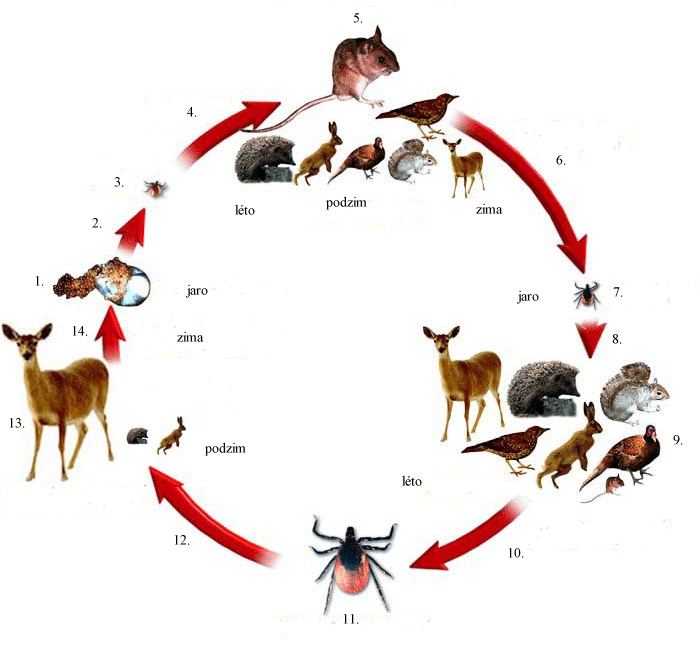 5.
4.
6.
3.
léto
podzim
zima
2.
1.
jaro
jaro
7.
14.
zima
8.
13.
podzim
9.
léto
12.
10.
11.